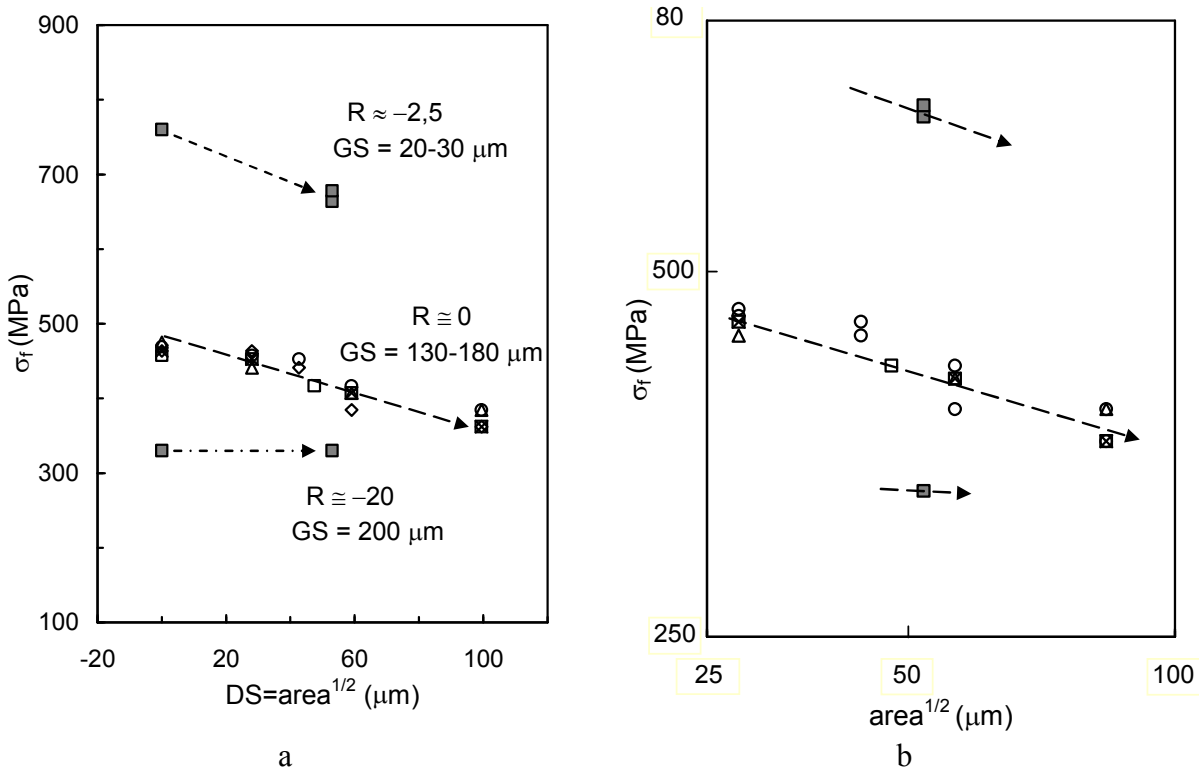 900
700
500
300
100
σf (MPa)
-20
20
60
100
DS=area1/2 (μm)
R ≈ −2,5
GS = 20-30 μm
R ≅ 0
GS = 130-180 μm
R ≅ −20
GS = 200 μm
a
80
500
250
σf (MPa)
25
50
100
area1/2 (μm)
b